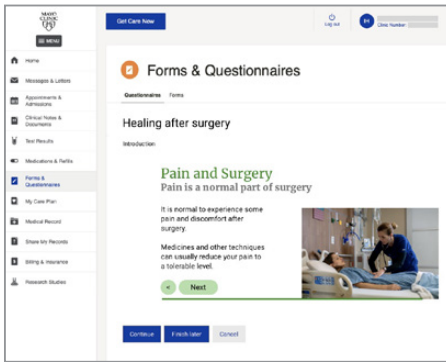 MAYO
CLINIC
MENU
Home
Messages & Letters
Appointments &
Admissions
Clinical Notes &
Documents
Test Results
Medications & Refills
Forms &
Questionnaires
My Care Plan
Medical Record
Share My Records
Billing & Insurance
Research Studies
Get Care Now
Log out
Clinic Number:
Forms & Questionnaires
Questionnaires Forms
Healing after surgery
Introduction
Pain and Surgery
Pain is a normal part of surgery
It is normal to experience some
pain and discomfort after
surgery.
Medicines and other techniques
can usually reduce your pain to
a tolerable level.
< Next
Continue Finish later Cancel